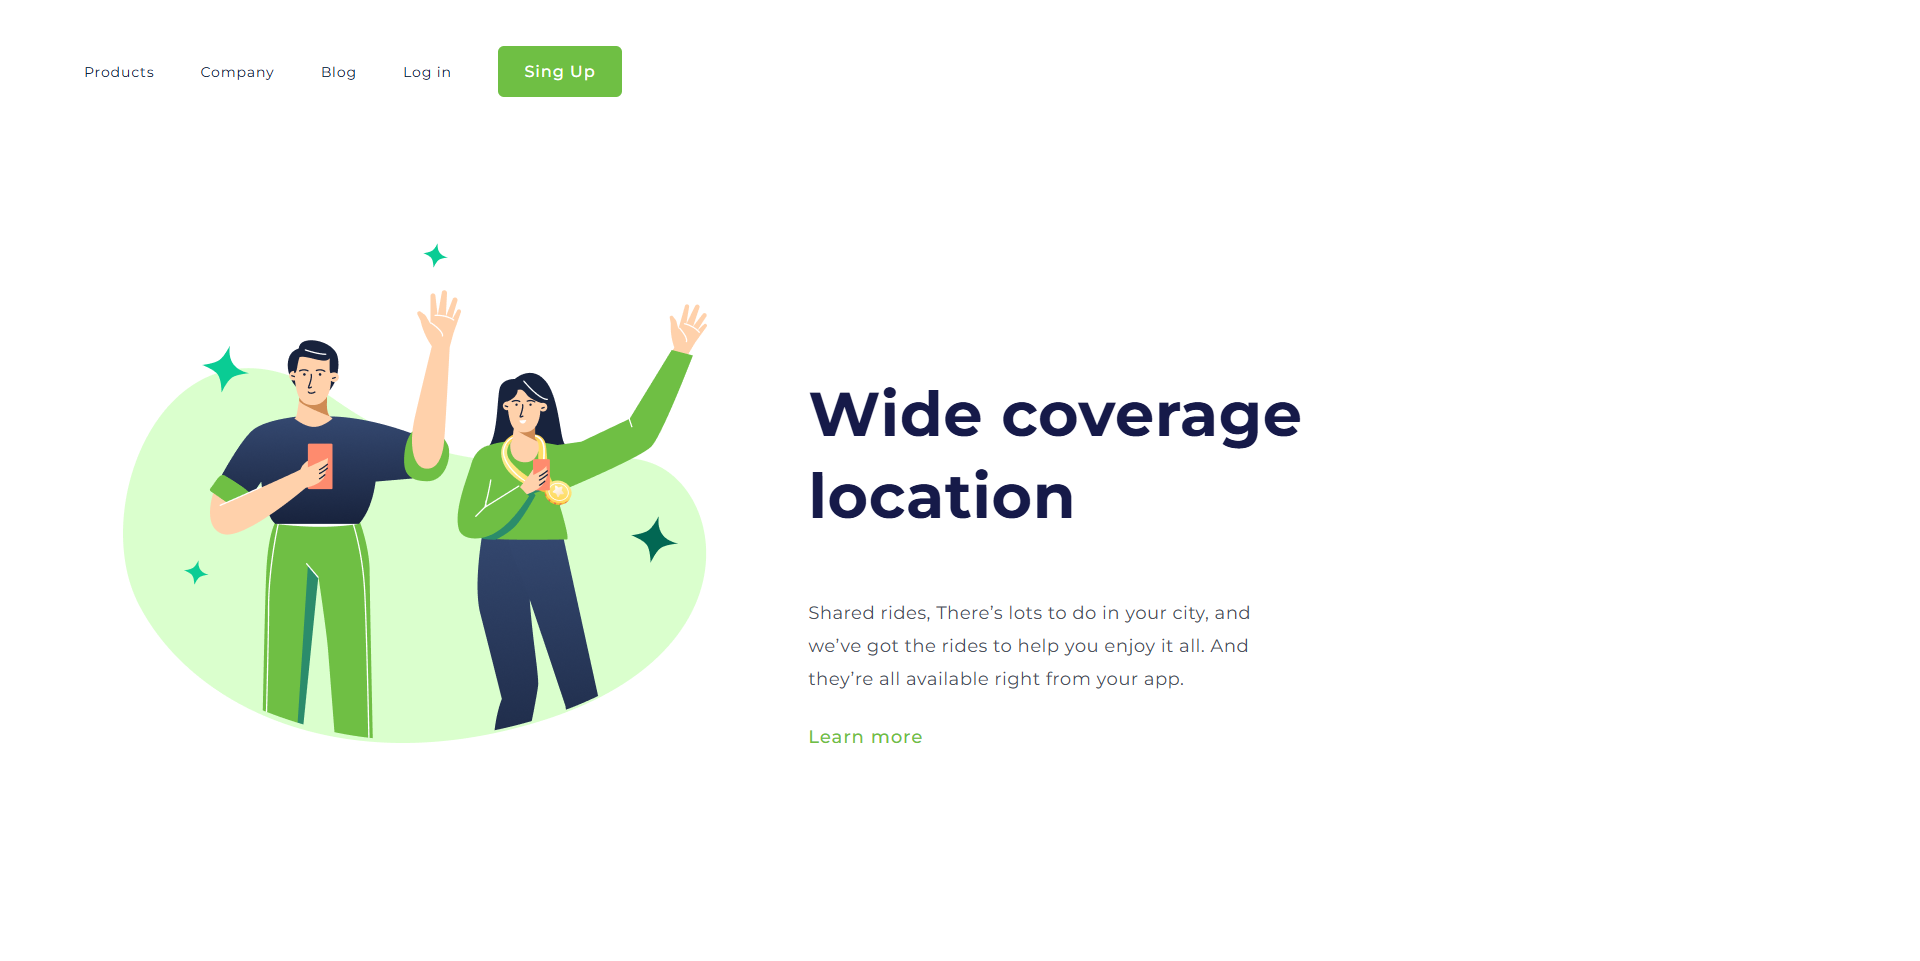 Products Company Blog Log in Sing Up
Wide coverage
location
Shared rides, There’s lots to do in your city, and
we’ve got the rides to help you enjoy it all. And
they’re all available right from your app.
Learn more